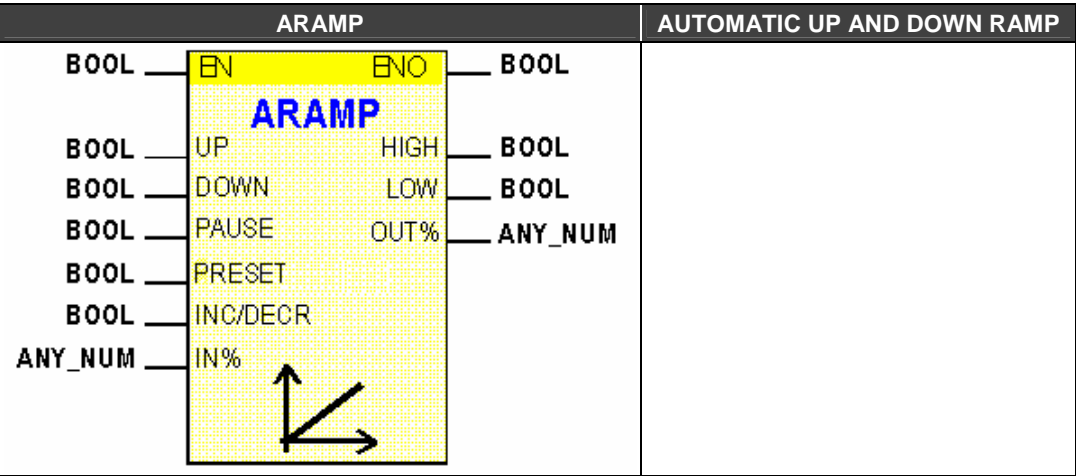 ARAMP AUTOMATIC UP AND DOWN RAMP
BOOL EN ENO BOOL
ARAMP
BOOL UP HIGH BOOL
BOOL DOWN LOW BOOL
BOOL PAUSE OUT% ANY_NUM
BOOL PRESET
BOOL INC/DECR
ANY_NUM IN%